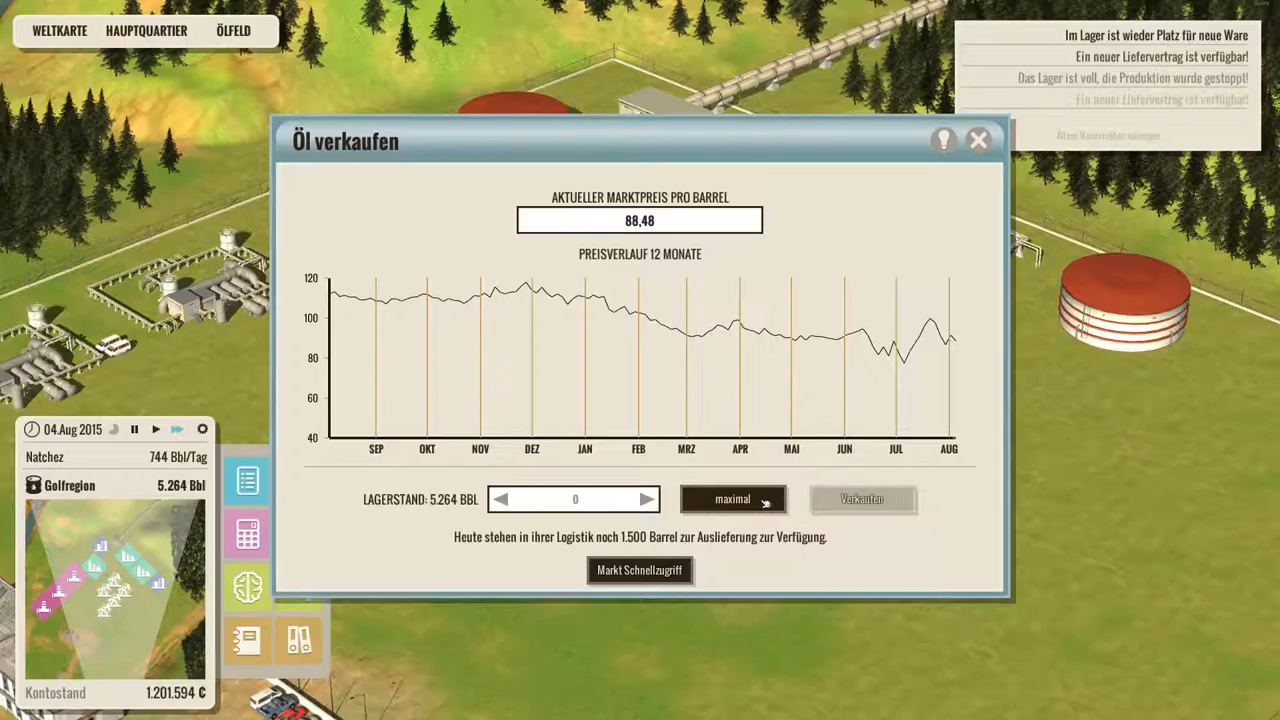 WELTKARTE HAUPTQUARTIER ÖLFELD
Im Lager ist wieder Platz für neue Ware
Ein neuer Liefervertrag ist verfügbar!
Das Lager ist voll, die Produktion wurde gestoppt!
Ein neuer Liefervertrag ist verfügbar!
Ältere Nachrichten anzeigen
Öl verkaufen
AKTUELLER MARKTPREIS PRO BARREL
88,48
PREISVERLAUF 12 MONATE
120
100
80
60
40
SEP OKT NOV DEZ JAN FEB MRZ APR MAI JUN JUL AUG
LAGERSTAND: 5.264 BBL 0 maximal Verkaufen
Heute stehen in ihrer Logistik noch 1.500 Barrel zur Auslieferung zur Verfügung.
Markt Schnellzugriff
04.Aug 2015
Natchez 744 Bbl/Tag
Golfregion 5.264 Bbl
Kontostand 1.201.594 ₵